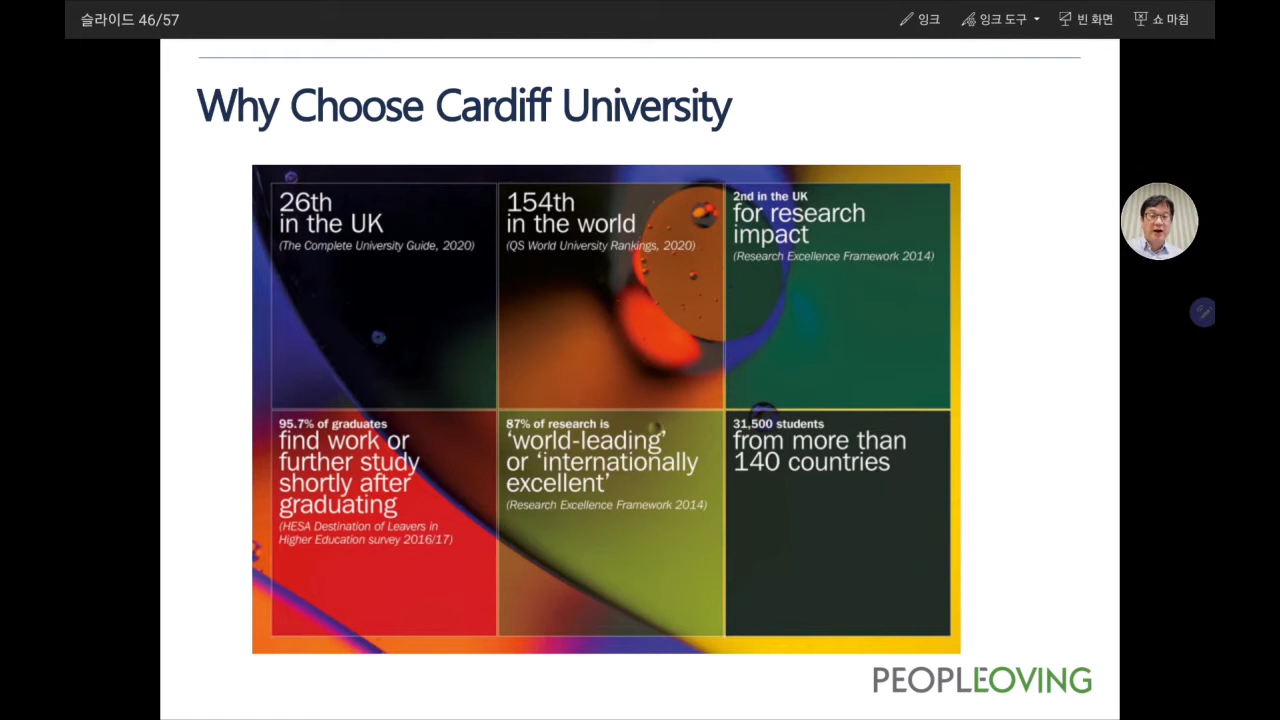 슬라이드 46/57
잉크
잉크 도구
빈 화면
쇼 마침
Why Choose Cardiff University
26th
in the UK
(The Complete University Guide, 2020)
154th
in the world
(QS World University Rankings, 2020)
2nd in the UK
for research
impact
(Research Excellence Framework 2014)
95.7% of graduates
find work or
further study
shortly after
graduating
(HESA Destination of Leavers in
Higher Education survey 2016/17)
87% of research is
‘world-leading’
or ‘internationally
excellent’
(Research Excellence Framework 2014)
31,500 students
from more than
140 countries
PEOPLEOVING